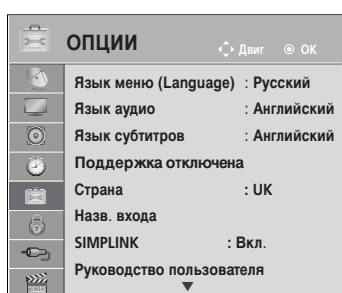 ОПЦИИ
Двиг ОК
Язык меню (Language) : Русский
Язык аудио : Английский
Язык субтитров : Английский
Поддержка отключена
Страна : UK
Назв. входа
SIMPLINK : Вкл.
Руководство пользователя